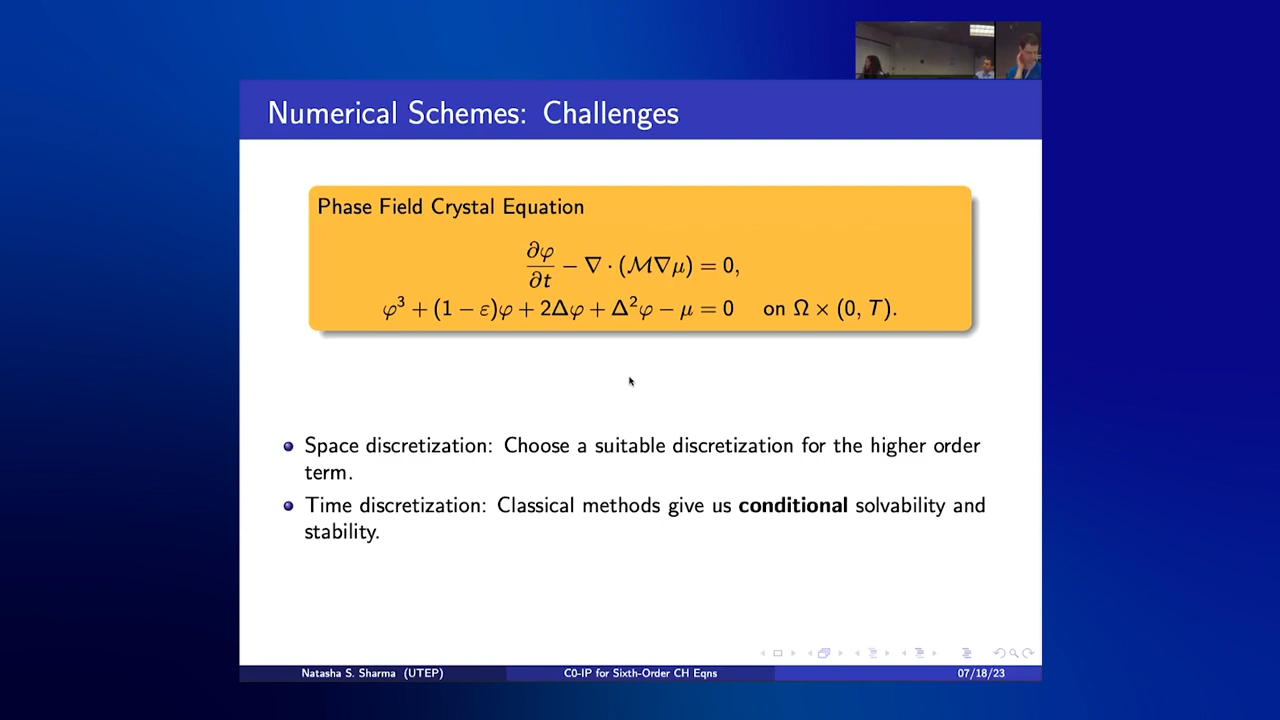 Numerical Schemes: Challenges
Phase Field Crystal Equation
∂φ/∂t − ∇ · (ℳ∇μ) = 0,
φ³ + (1 − ε)φ + 2Δφ + Δ²φ − μ = 0 on Ω × (0, T).
Space discretization: Choose a suitable discretization for the higher order
term.
Time discretization: Classical methods give us conditional solvability and
stability.
Natasha S. Sharma (UTEP) C0-IP for Sixth-Order CH Eqns 07/18/23